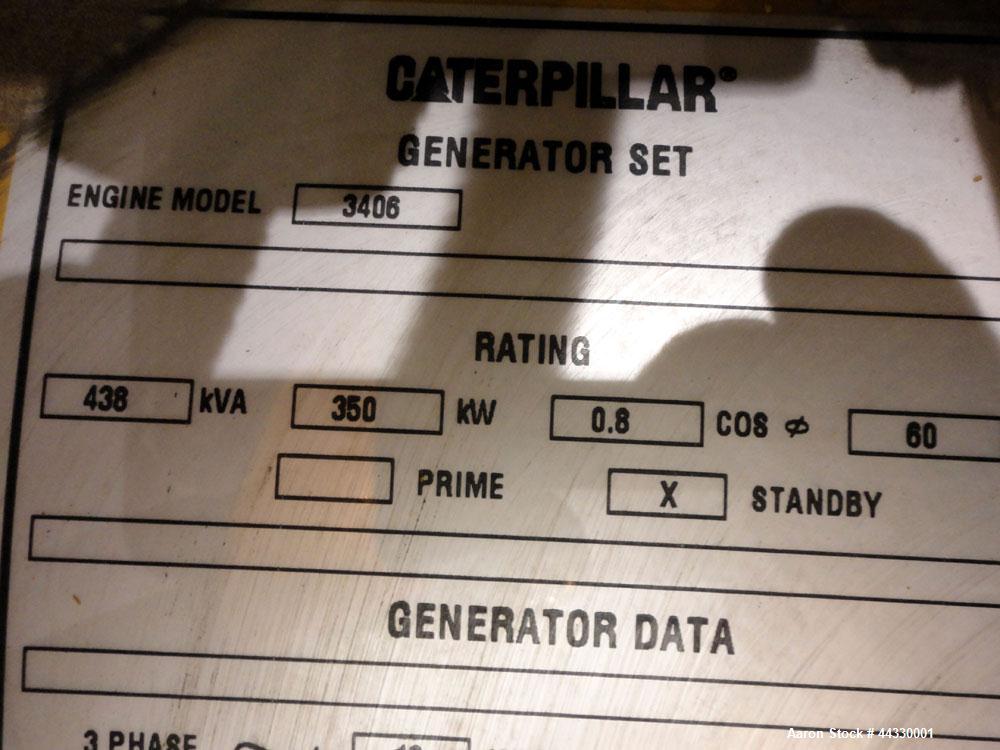 CATERPILLAR®
GENERATOR SET
ENGINE MODEL 3406
RATING
438 kVA 350 kW 0.8 COS ⌀ 60
PRIME X STANDBY
GENERATOR DATA
3 PHASE
Aaron Stock # 44330001